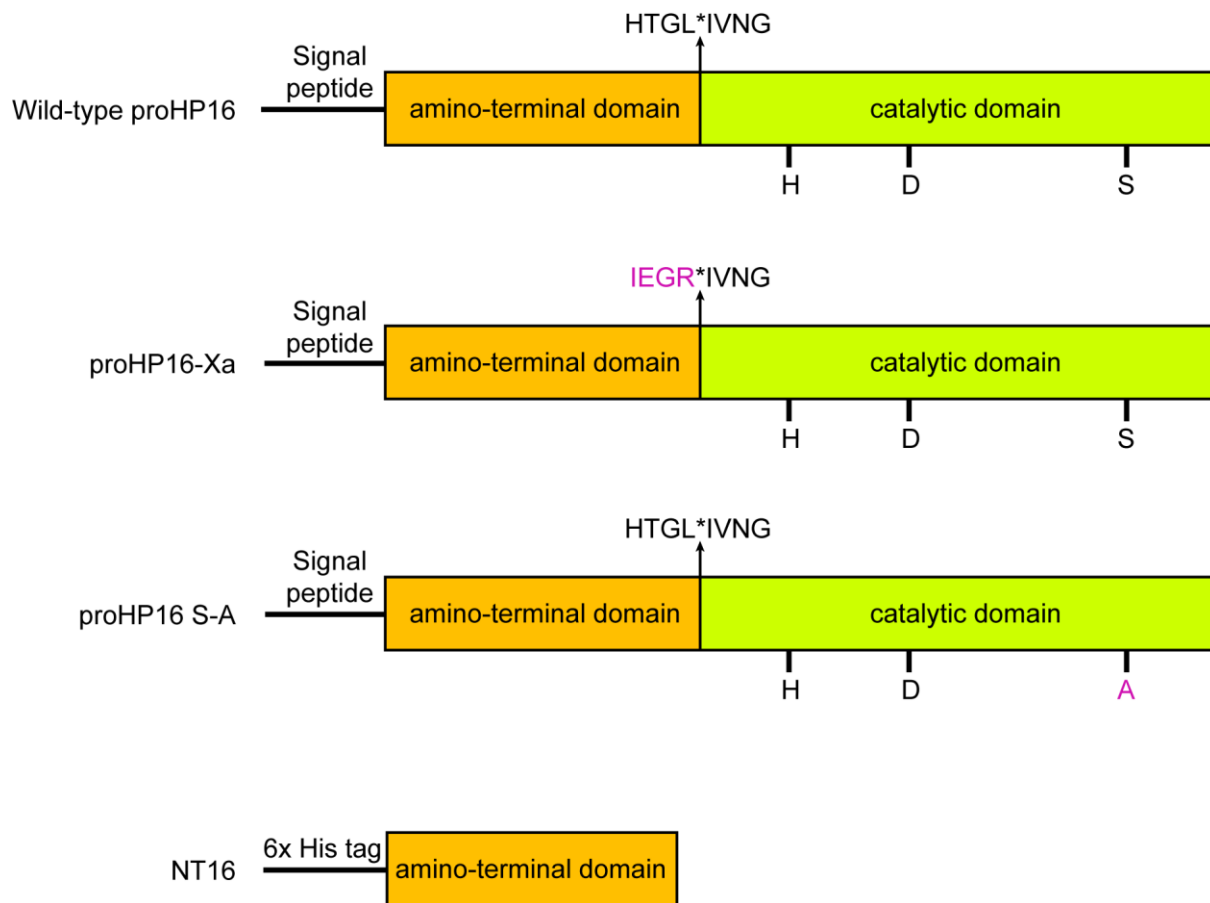 HTGL*IVNG
Signal
peptide
Wild-type proHP16
amino-terminal domain
catalytic domain
H
D
S
IEGR*IVNG
Signal
peptide
proHP16-Xa
amino-terminal domain
catalytic domain
H
D
S
HTGL*IVNG
Signal
peptide
proHP16 S-A
amino-terminal domain
catalytic domain
H
D
A
6x His tag
NT16
amino-terminal domain